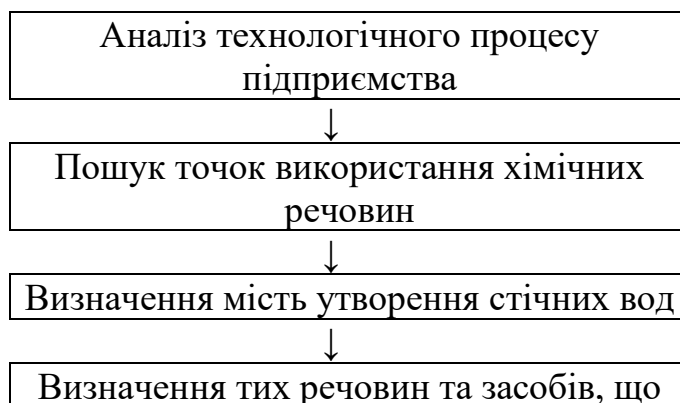 Аналіз технологічного процесу
підприємства
↓
Пошук точок використання хімічних
речовин
↓
Визначення мість утворення стічних вод
↓
Визначення тих речовин та засобів, що